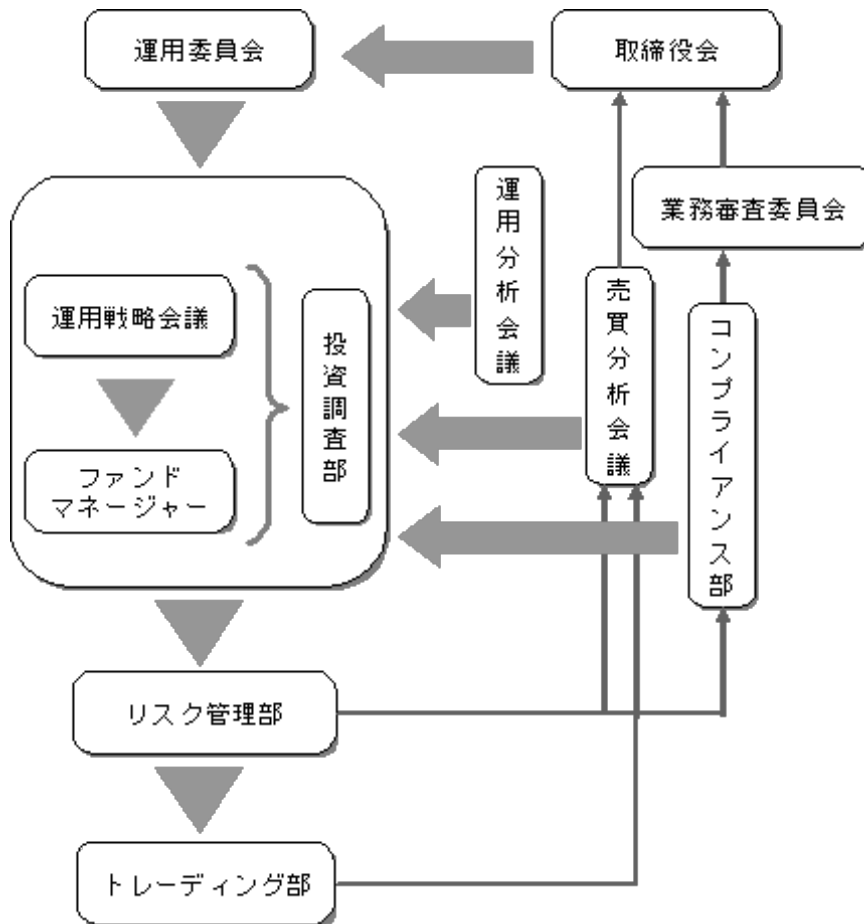 運用委員会
取締役会
運用分析会議
業務審査委員会
運用戦略会議
投資調査部
売買分析会議
コンプライアンス部
ファンド
マネージャー
リスク管理部
トレーディング部